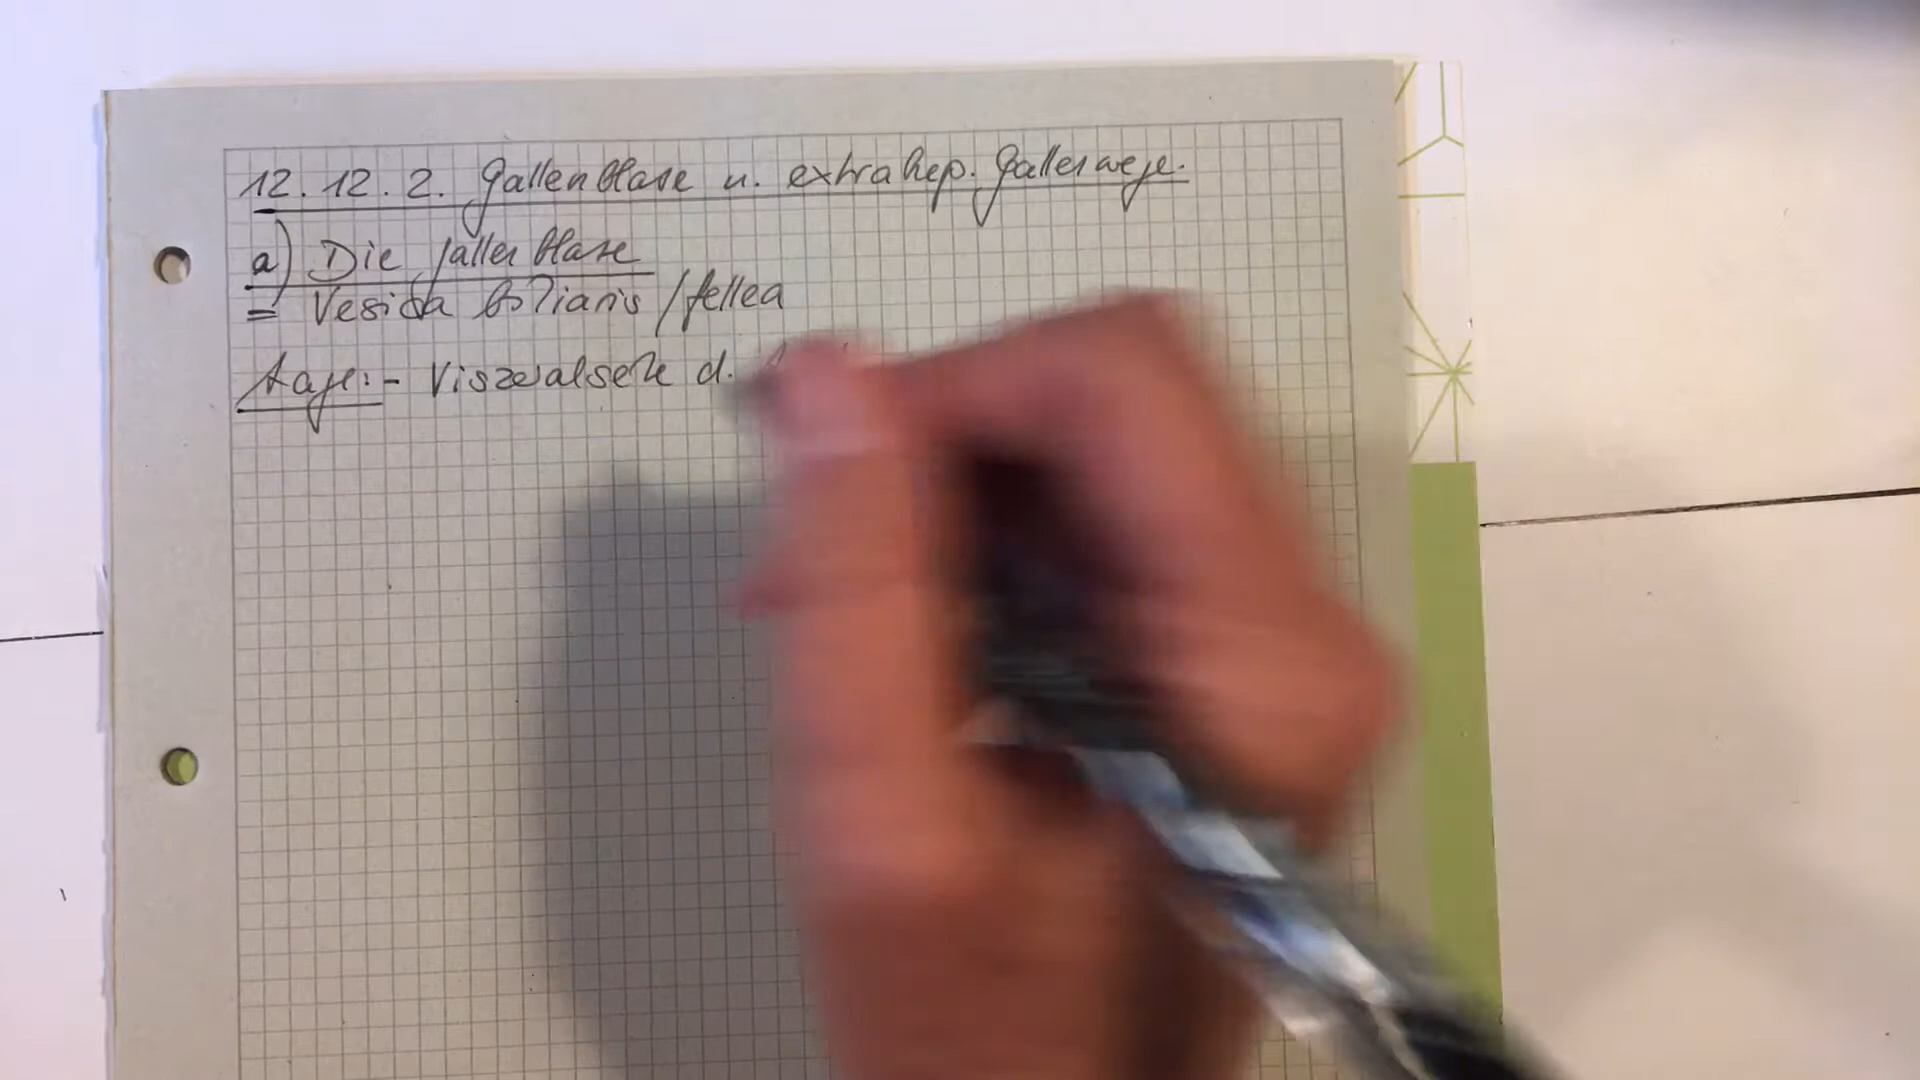 12.12.2. Gallenblase u. extrahep. Gallenwege.
a) Die Gallenblase
= Vesica biliaris/fellea
Lage: - Viszeralseite d.